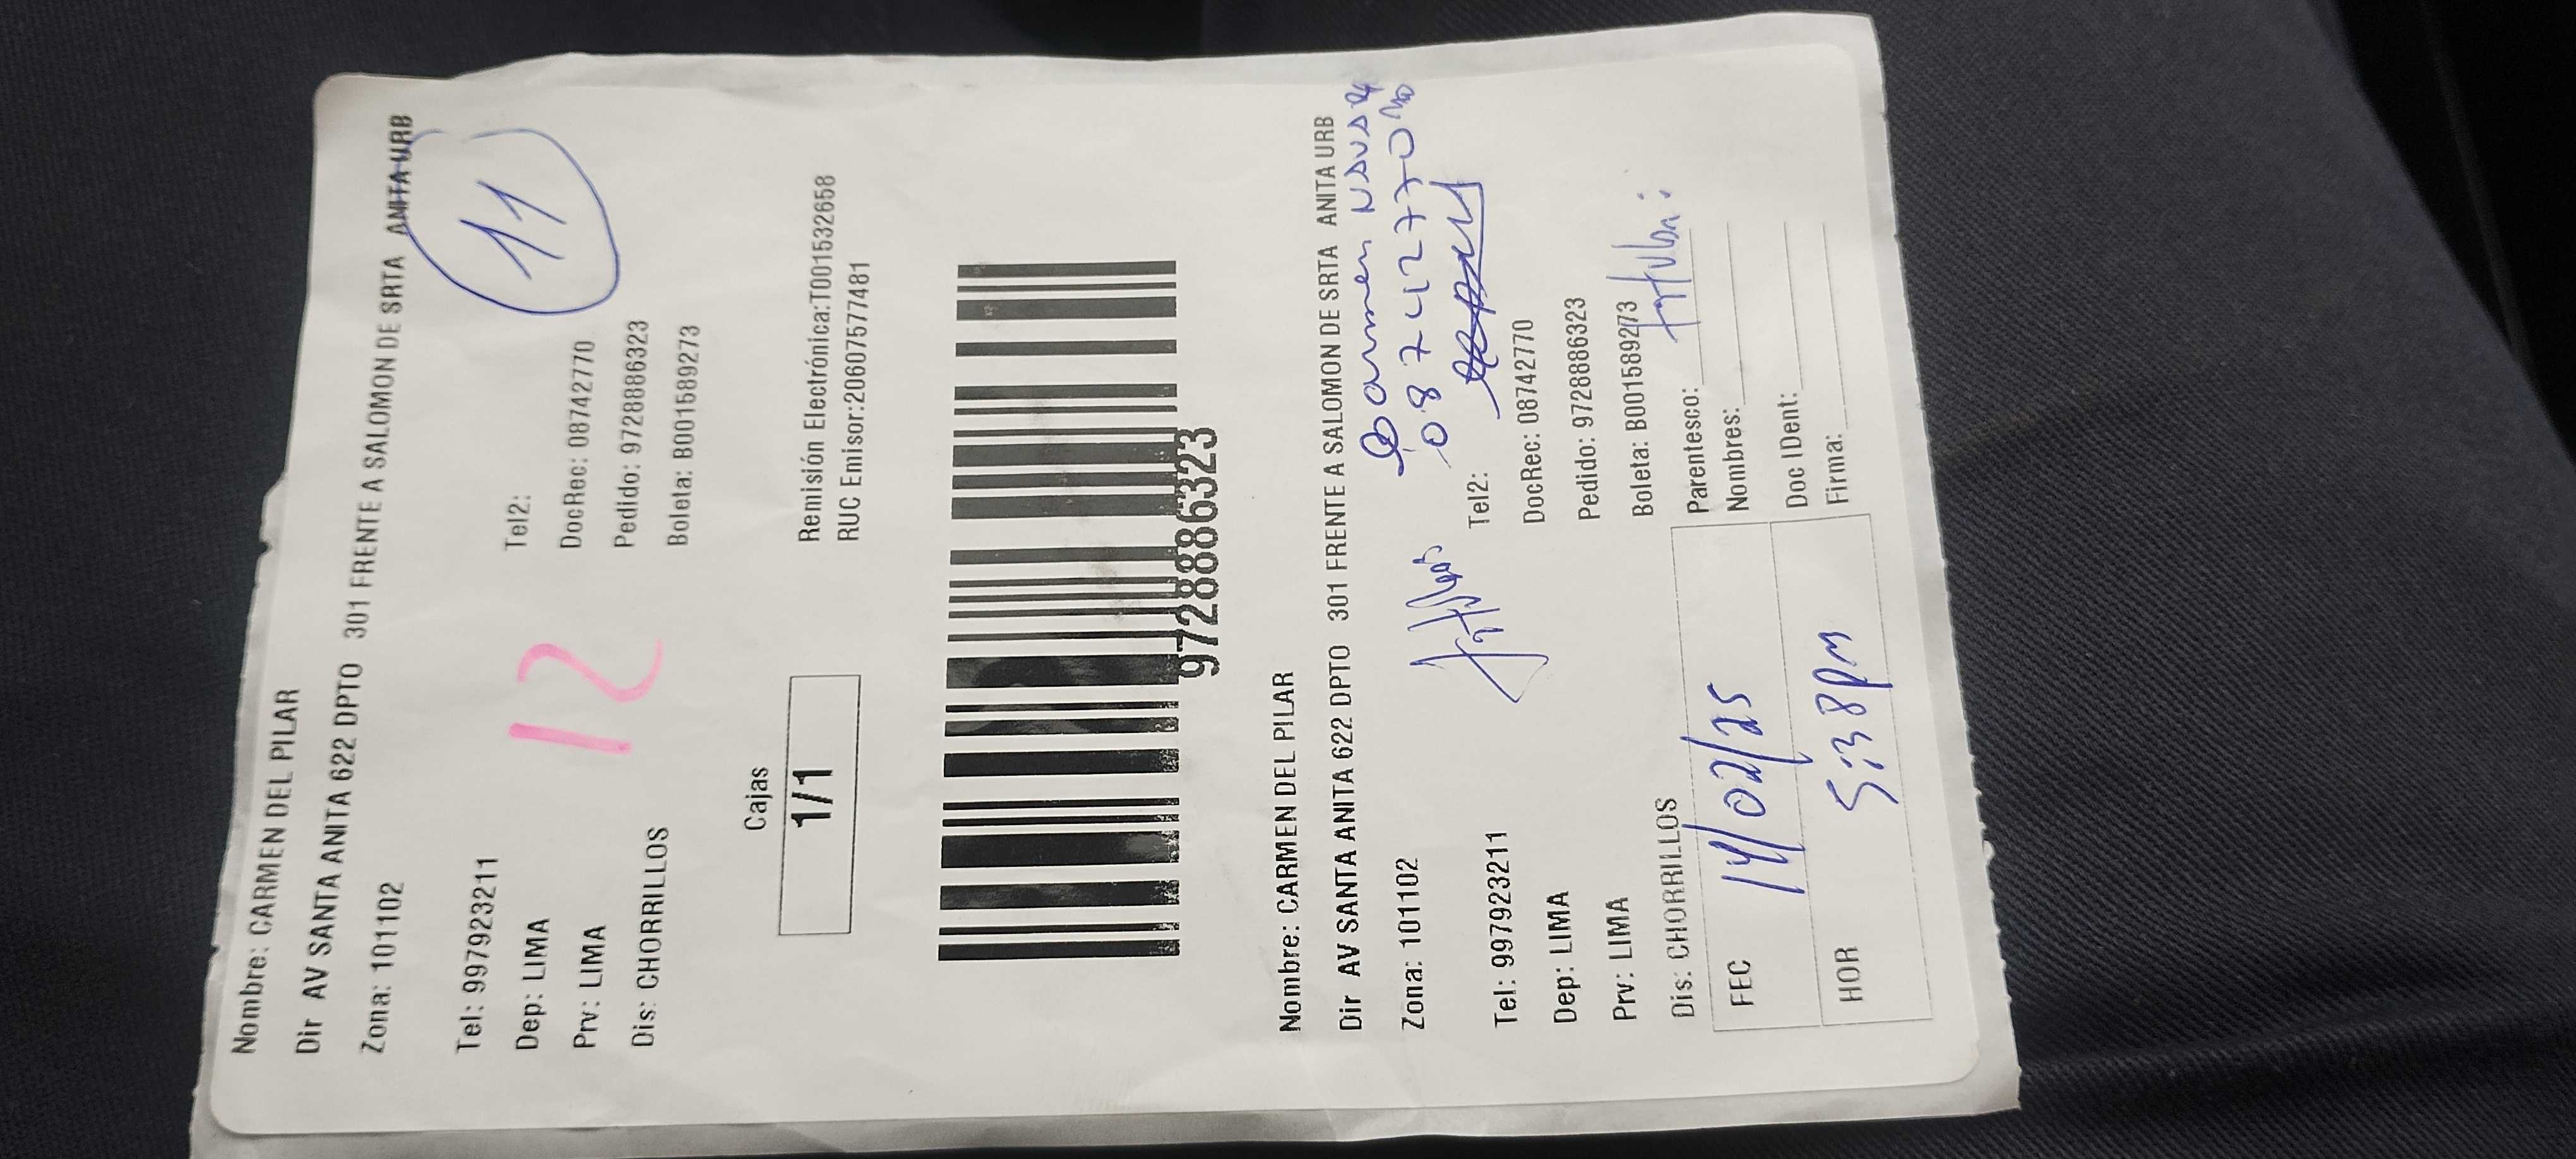 Nombre: CARMEN DEL PILAR
Dir AV SANTA ANITA 622 DPTO 301 FRENTE A SALOMON DE SRTA ANITA URB
Zona: 101102
11
Tel: 997923211 Tel2:
Dep: LIMA DocRec: 08742770
Prv: LIMA Pedido: 9728886323
Dis: CHORRILLOS Boleta: B001589273
12
Cajas
1/1
Remisión Electrónica:T001532658
RUC Emisor:20607577481
9728886323
Nombre: CARMEN DEL PILAR
Dir AV SANTA ANITA 622 DPTO 301 FRENTE A SALOMON DE SRTA ANITA URB
Carmen
Zona: 101102
08742770
Tel: 997923211 Tel2:
Dep: LIMA DocRec: 08742770
Prv: LIMA Pedido: 9728886323
Dis: CHORRILLOS Boleta: B001589273
Parentesco:
FEC 14/02/25 Nombres:
Doc IDent:
HOR 5:38pm Firma: